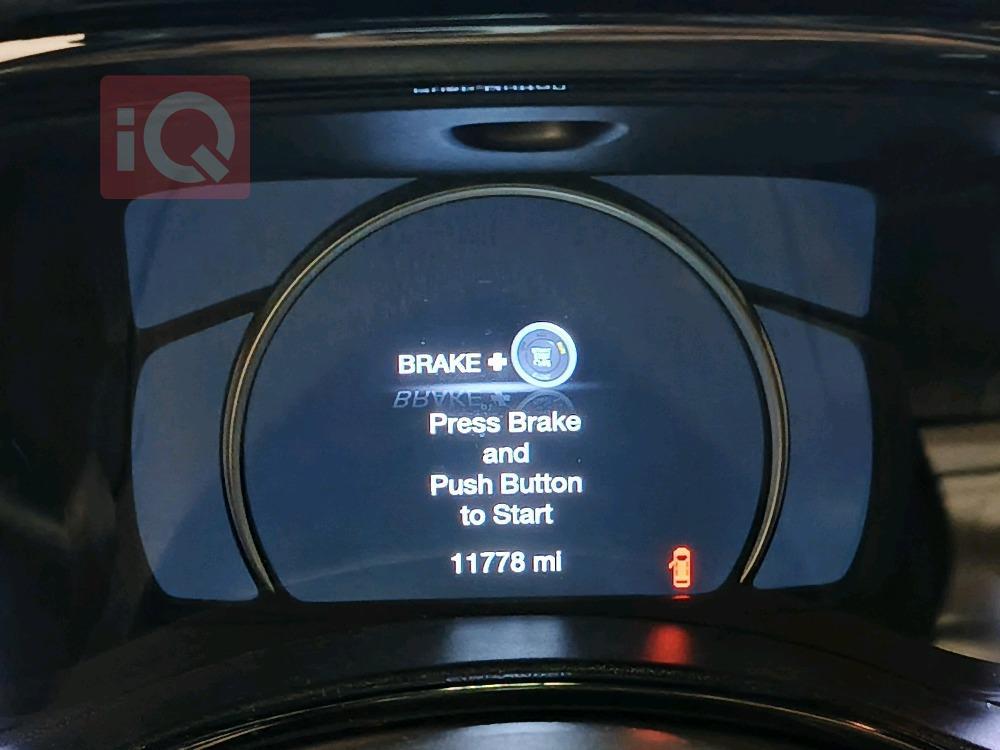 iQ
BRAKE +
Press Brake
and
Push Button
to Start
11778 mi